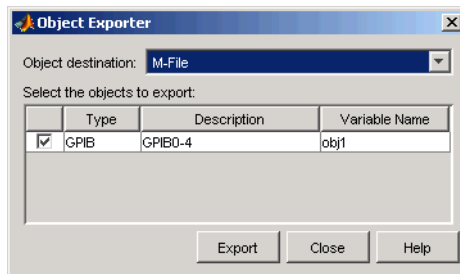 Object Exporter
Object destination: M-File
Select the objects to export:
Type Description Variable Name
GPIB GPIB0-4 obj1
Export Close Help